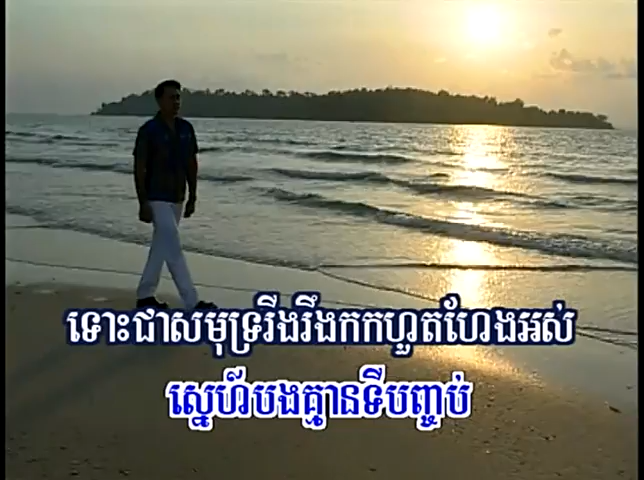 ទោះជាសមុទ្ររីងរឹងកកហួតហែងអស់
ស្នេហ៍បងគ្មានទីបញ្ចប់